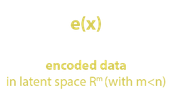 e(x)
encoded data
in latent space Rᵐ (with m<n)